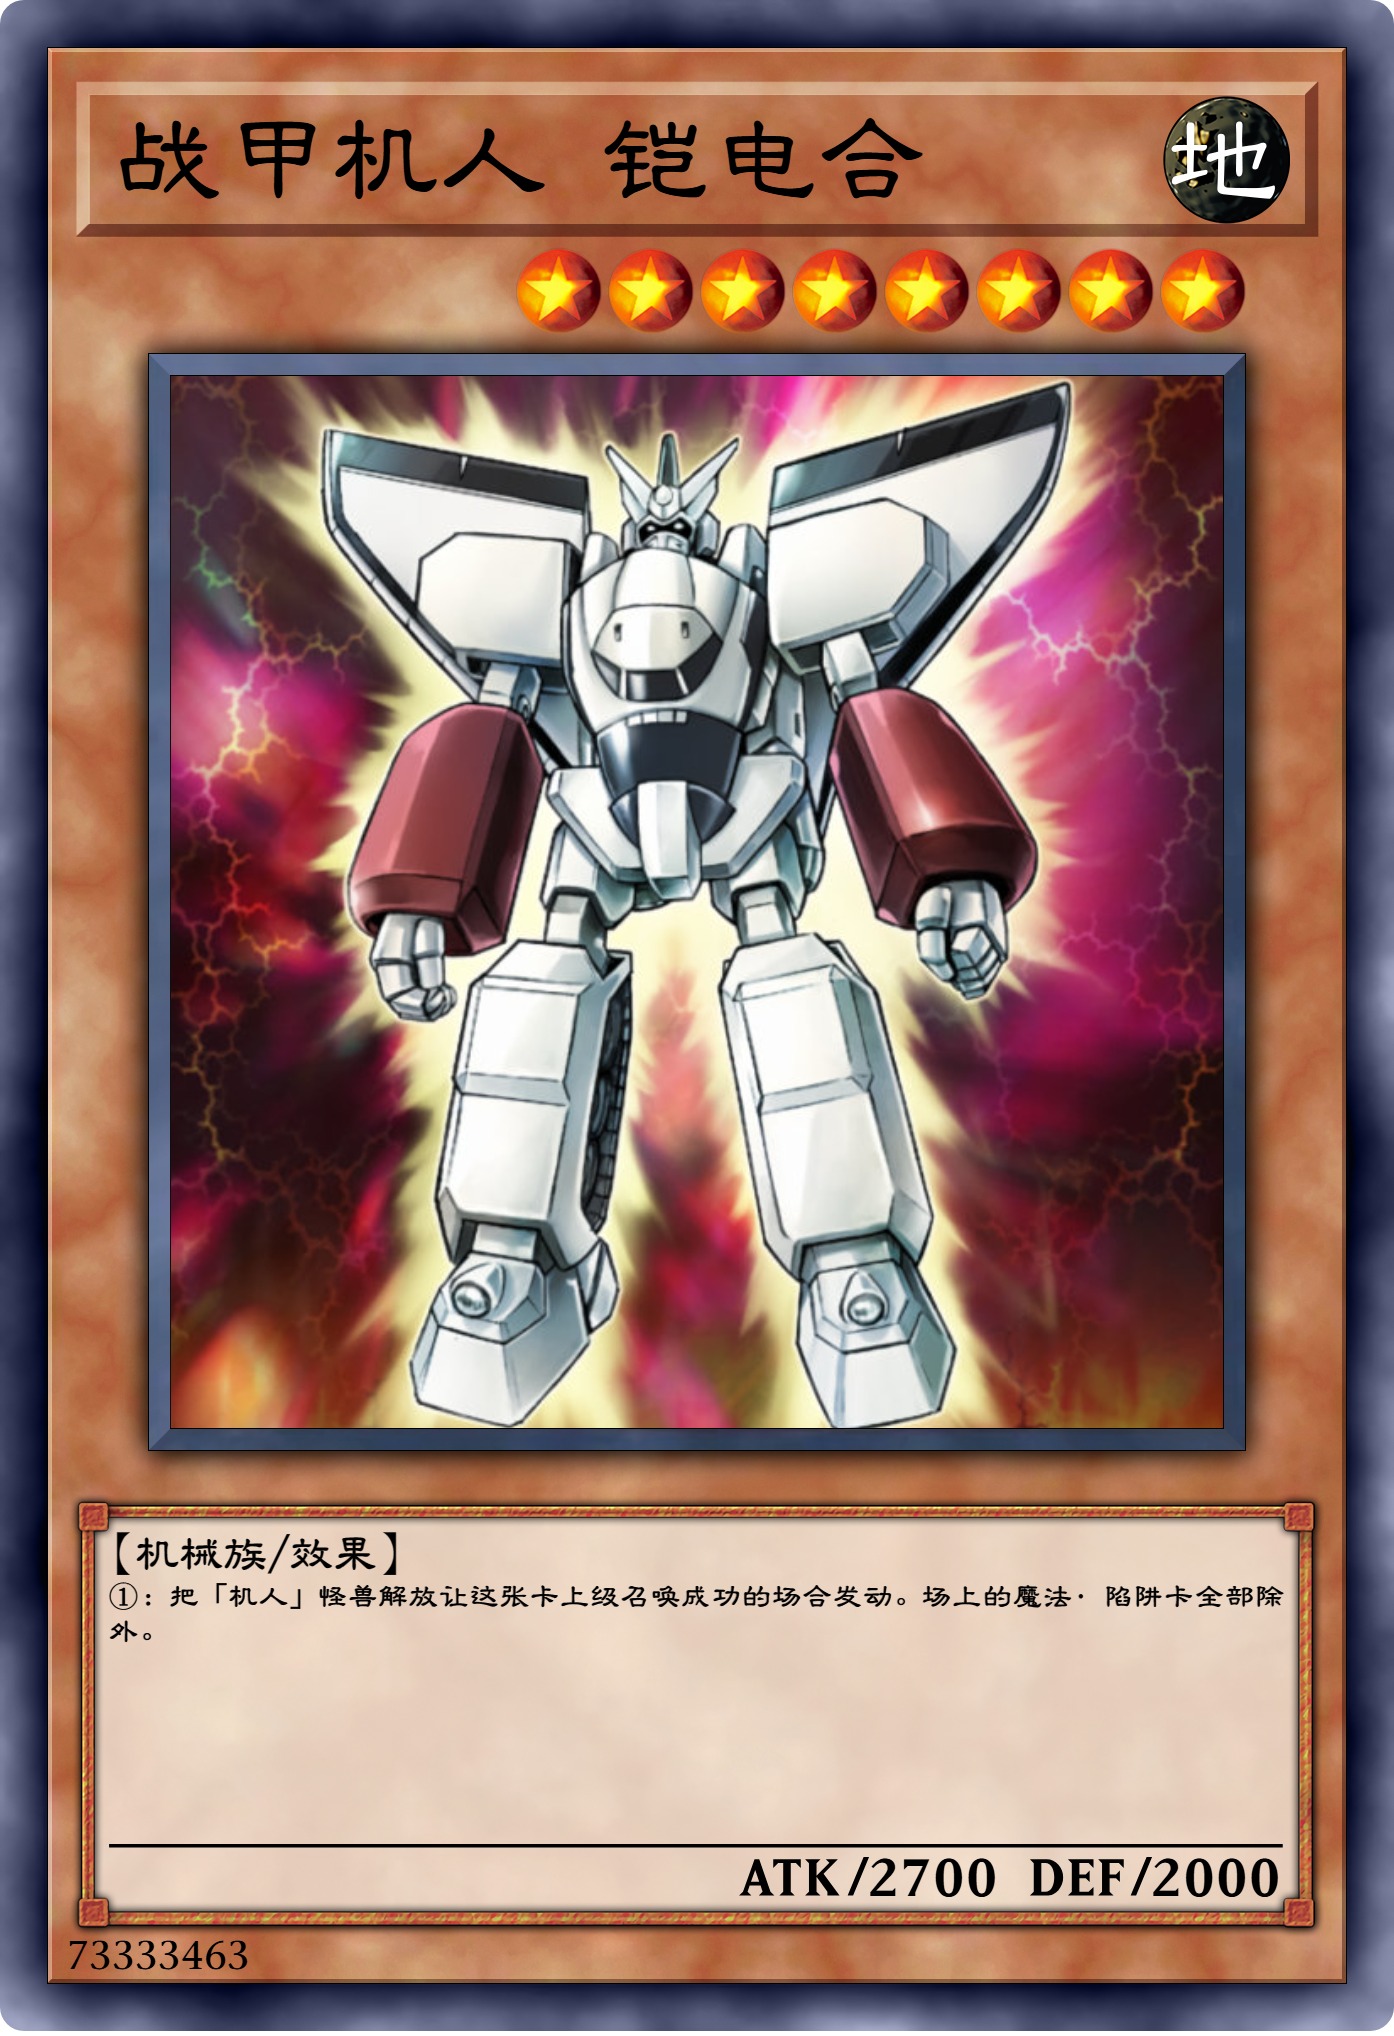 战甲机人 铠电合
地
【机械族/效果】
①：把「机人」怪兽解放让这张卡上级召唤成功的场合发动。场上的魔法·陷阱卡全部除
外。
ATK/2700 DEF/2000
73333463